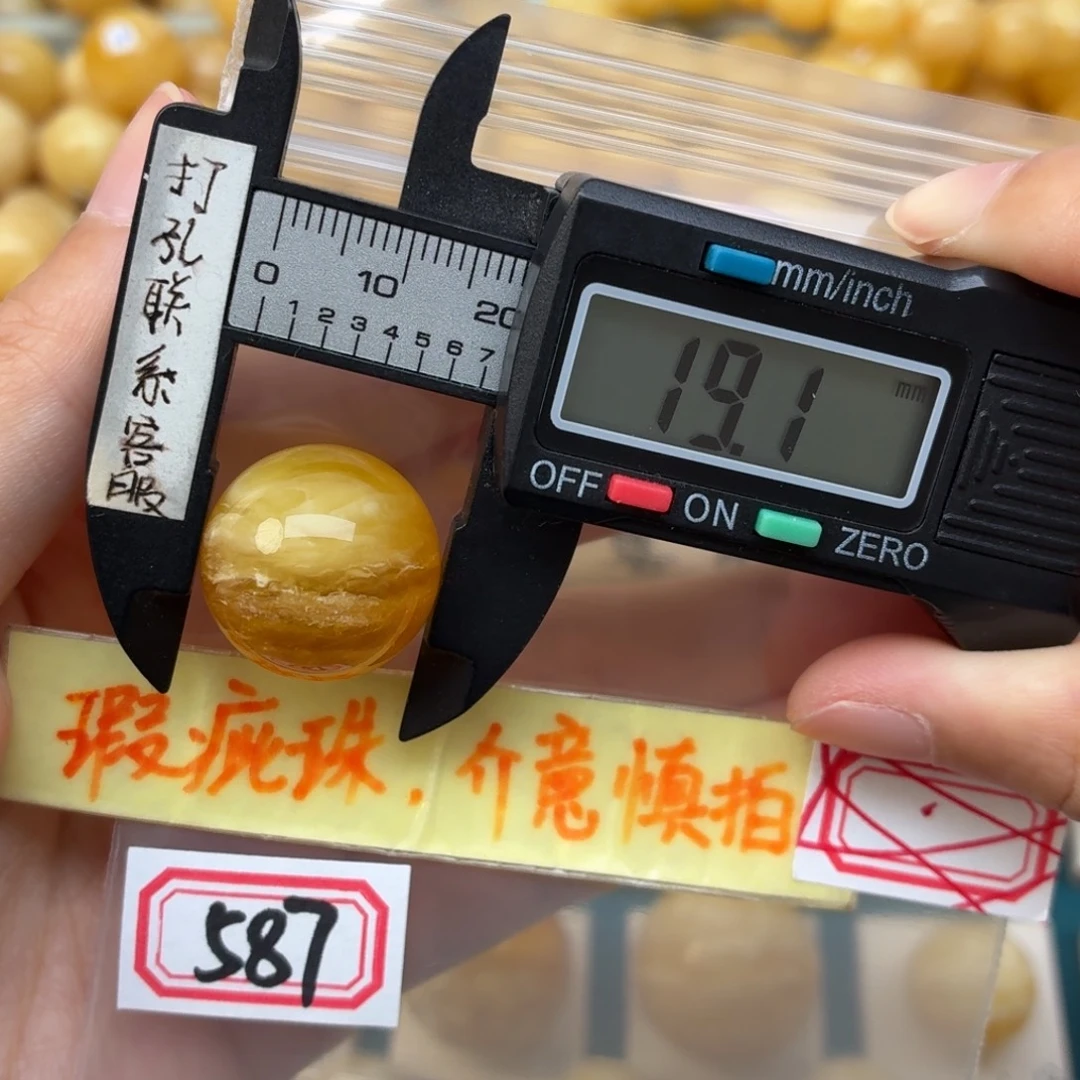 打孔联系客服
0 10 20
1 2 3 4 5 6 7
mm/inch
19.1 mm
OFF ON ZERO
瑕疵珠，介意慎拍
587